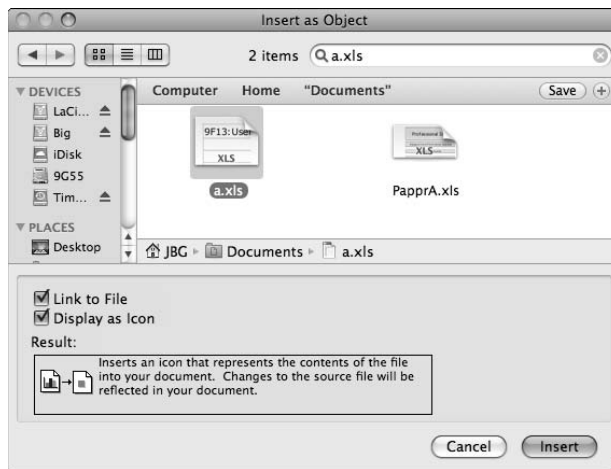 Insert as Object
2 items
a.xls
DEVICES
LaCi...
Big
iDisk
9G55
Tim...
PLACES
Desktop
Computer Home "Documents" Save
9F13:User
XLS
a.xls
XLS
PapprA.xls
JBG Documents a.xls
Link to File
Display as Icon
Result:
Inserts an icon that represents the contents of the file
into your document. Changes to the source file will be
reflected in your document.
Cancel Insert